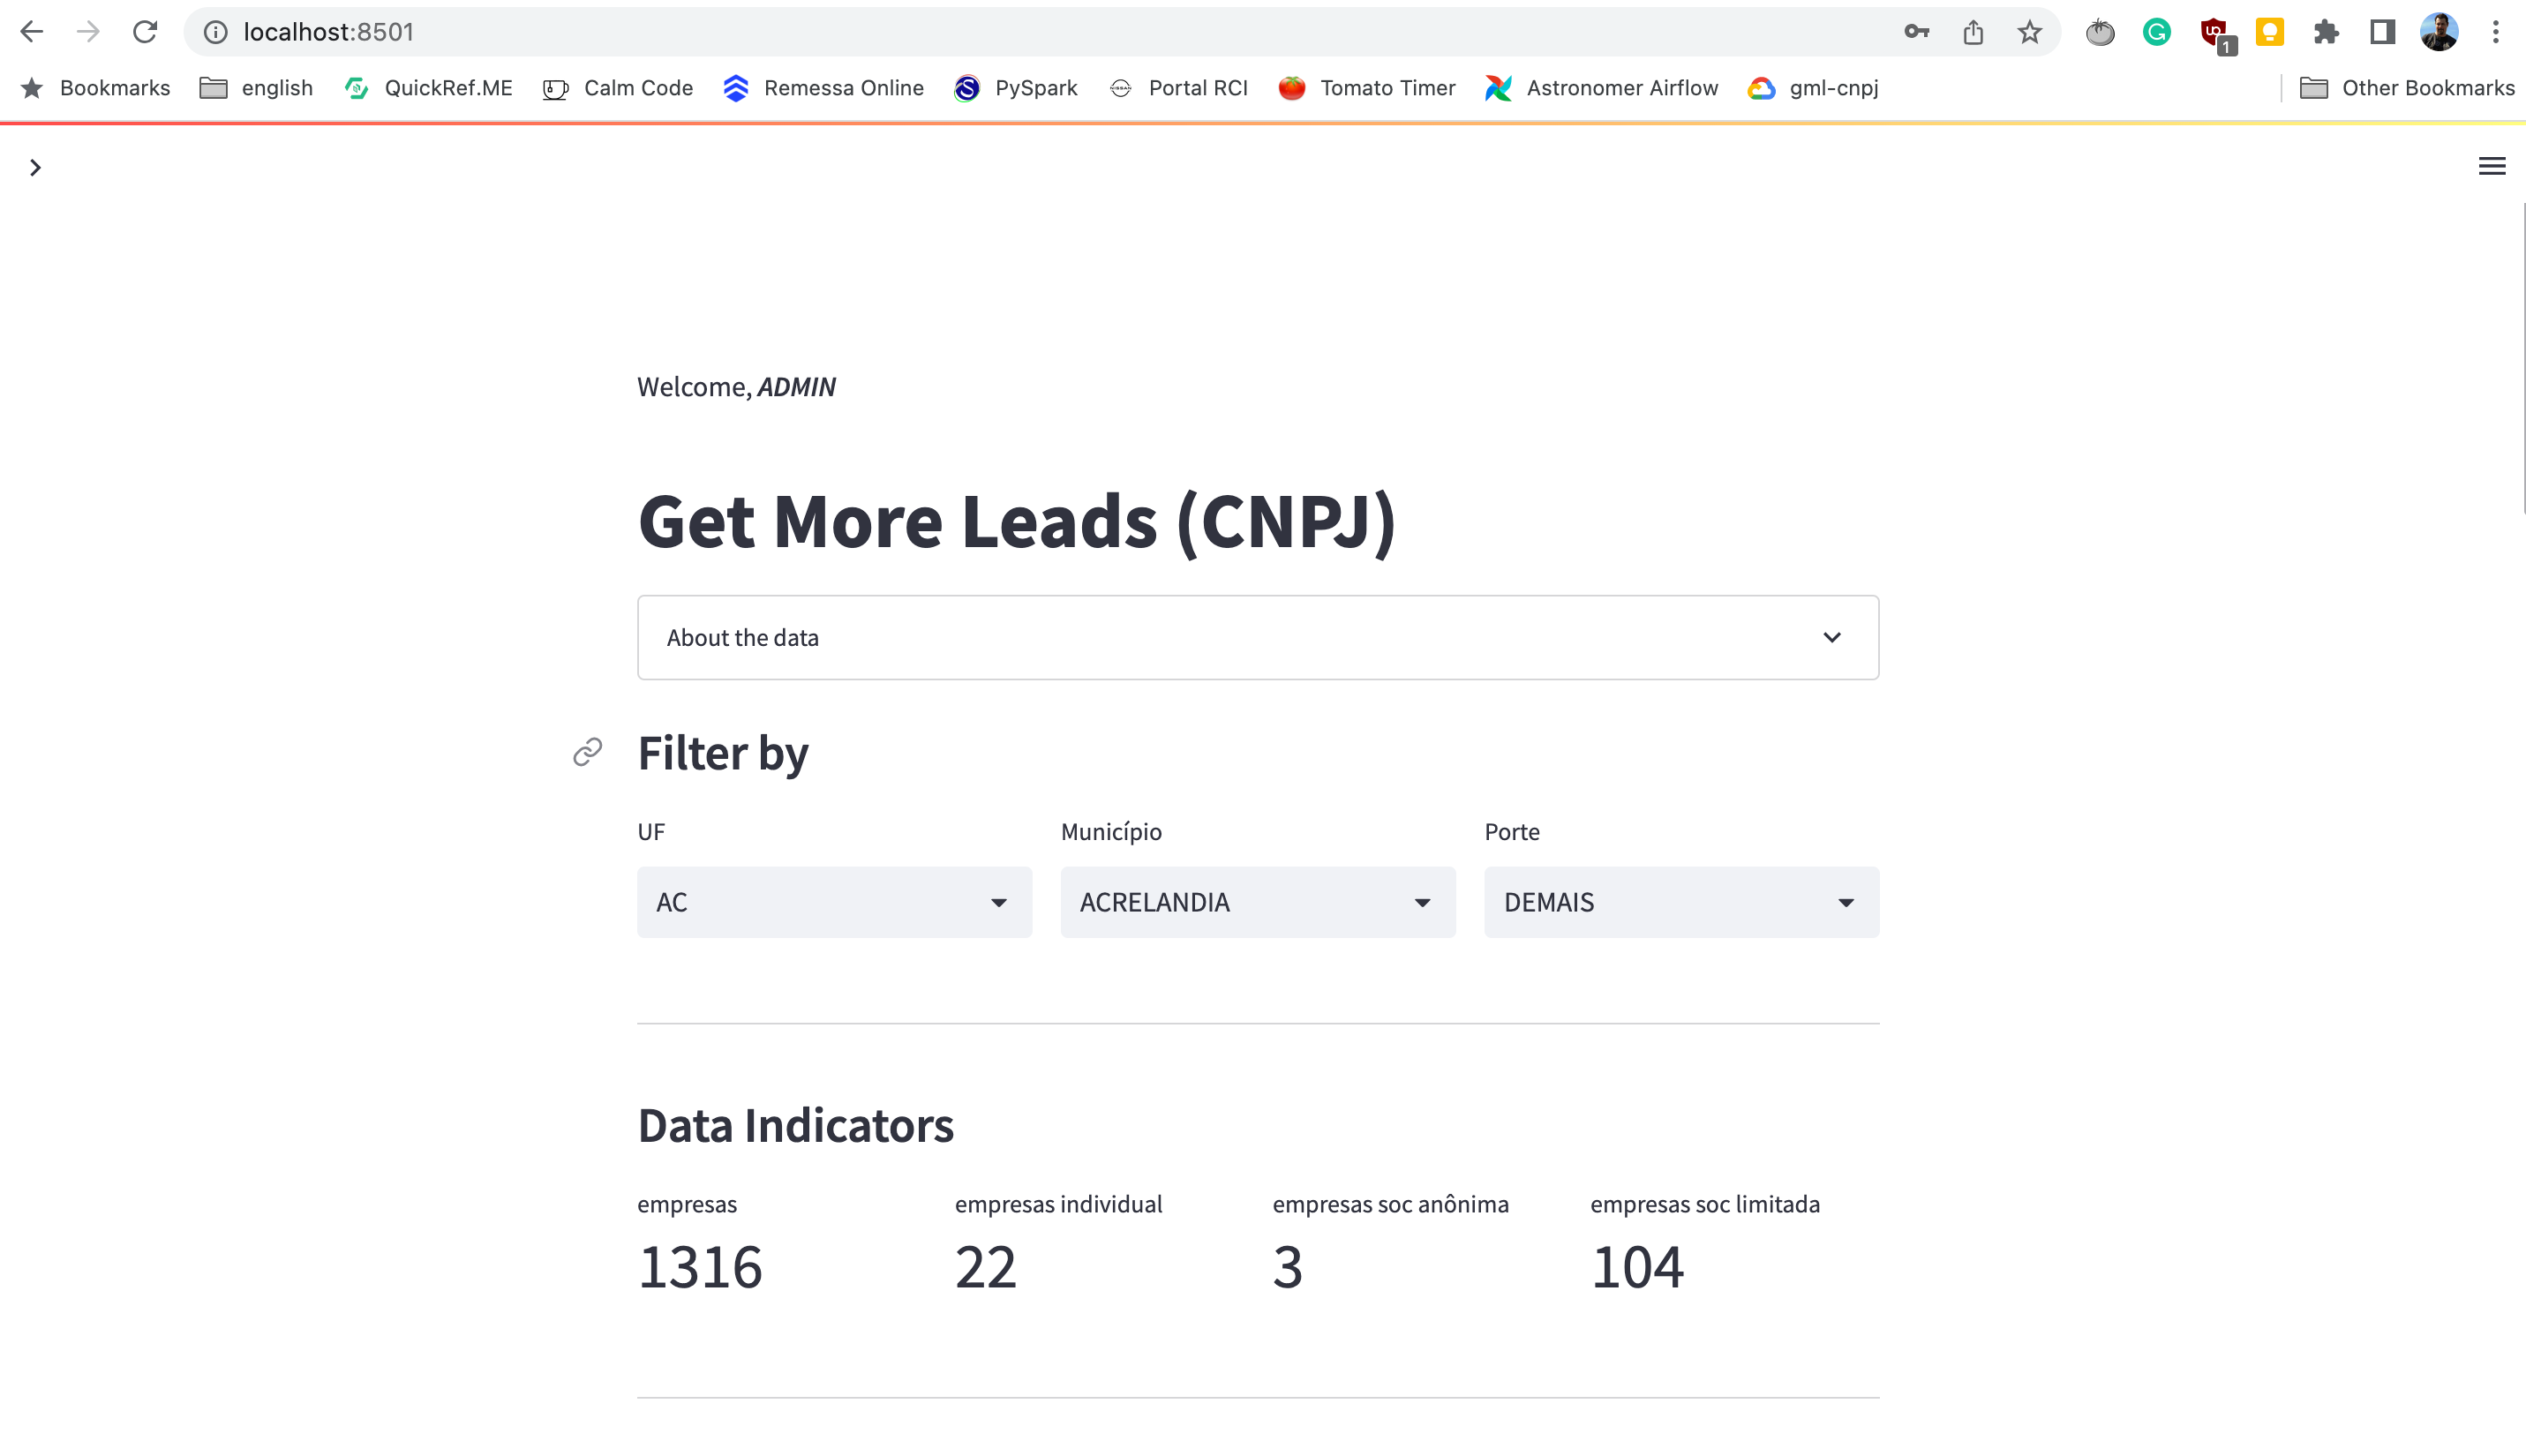 localhost:8501
1
Bookmarks english QuickRef.ME Calm Code Remessa Online PySpark Portal RCI Tomato Timer Astronomer Airflow gml-cnpj Other Bookmarks
Welcome, ADMIN
Get More Leads (CNPJ)
About the data
Filter by
UF Município Porte
AC ACRELANDIA DEMAIS
Data Indicators
empresas empresas individual empresas soc anônima empresas soc limitada
1316 22 3 104